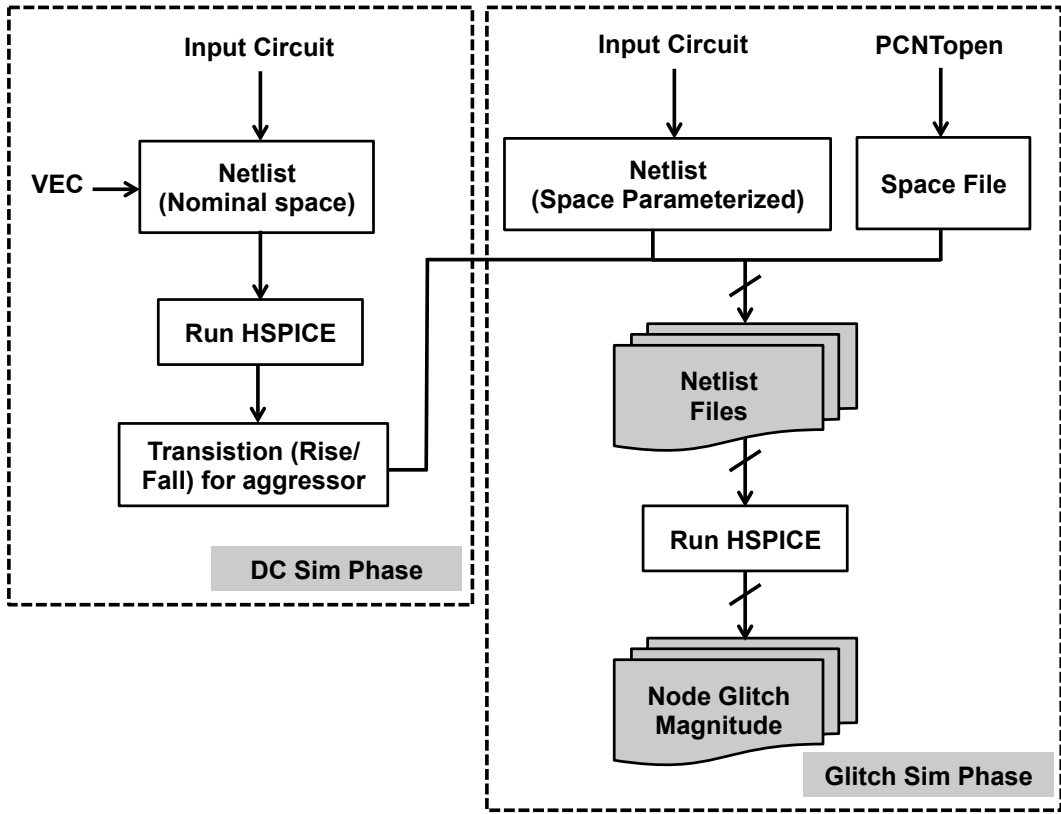 Input Circuit
VEC
Netlist
(Nominal space)
Run HSPICE
Transistion (Rise/
Fall) for aggressor
DC Sim Phase
Input Circuit
PCNTopen
Netlist
(Space Parameterized)
Space File
Netlist
Files
Run HSPICE
Node Glitch
Magnitude
Glitch Sim Phase